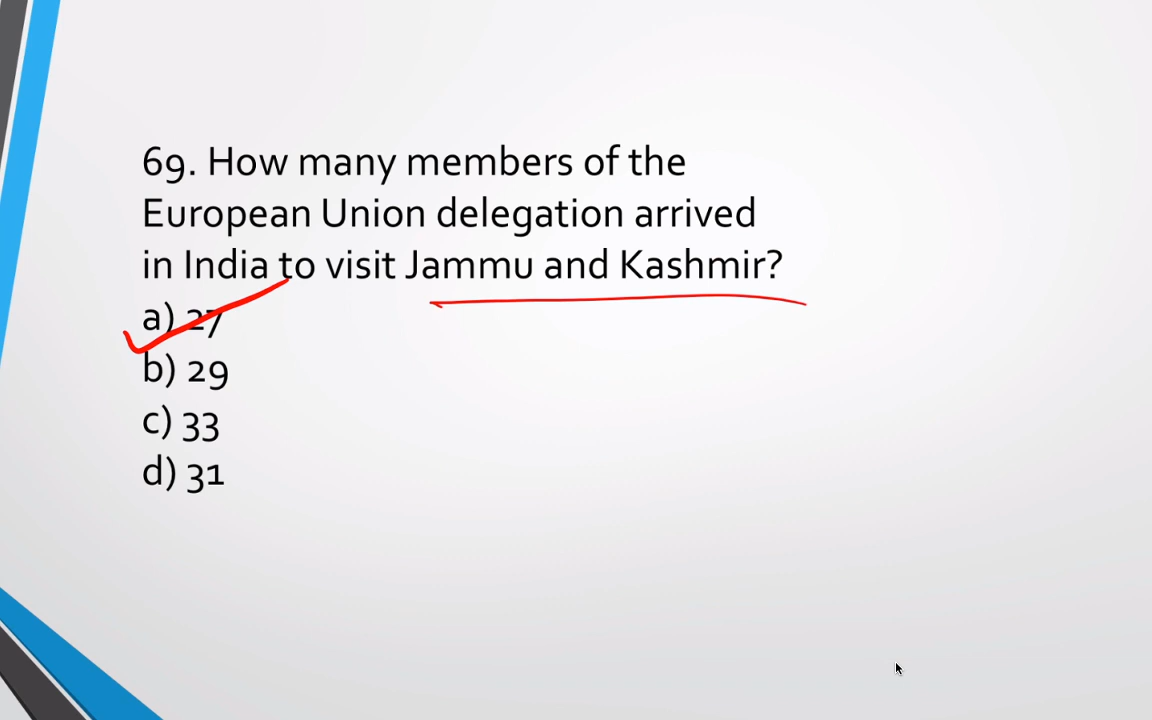 69. How many members of the
European Union delegation arrived
in India to visit Jammu and Kashmir?
a) 27
b) 29
c) 33
d) 31